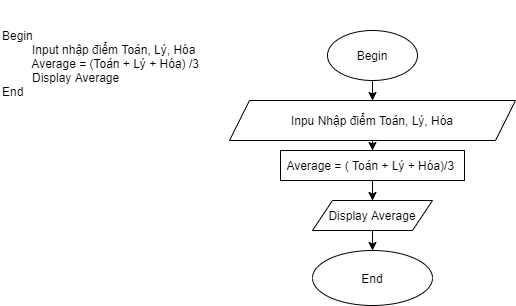 Begin
Input nhập điểm Toán, Lý, Hóa
Average = (Toán + Lý + Hóa) /3
Display Average
End
Begin
Inpu Nhập điểm Toán, Lý, Hóa
Average = ( Toán + Lý + Hóa)/3
Display Average
End